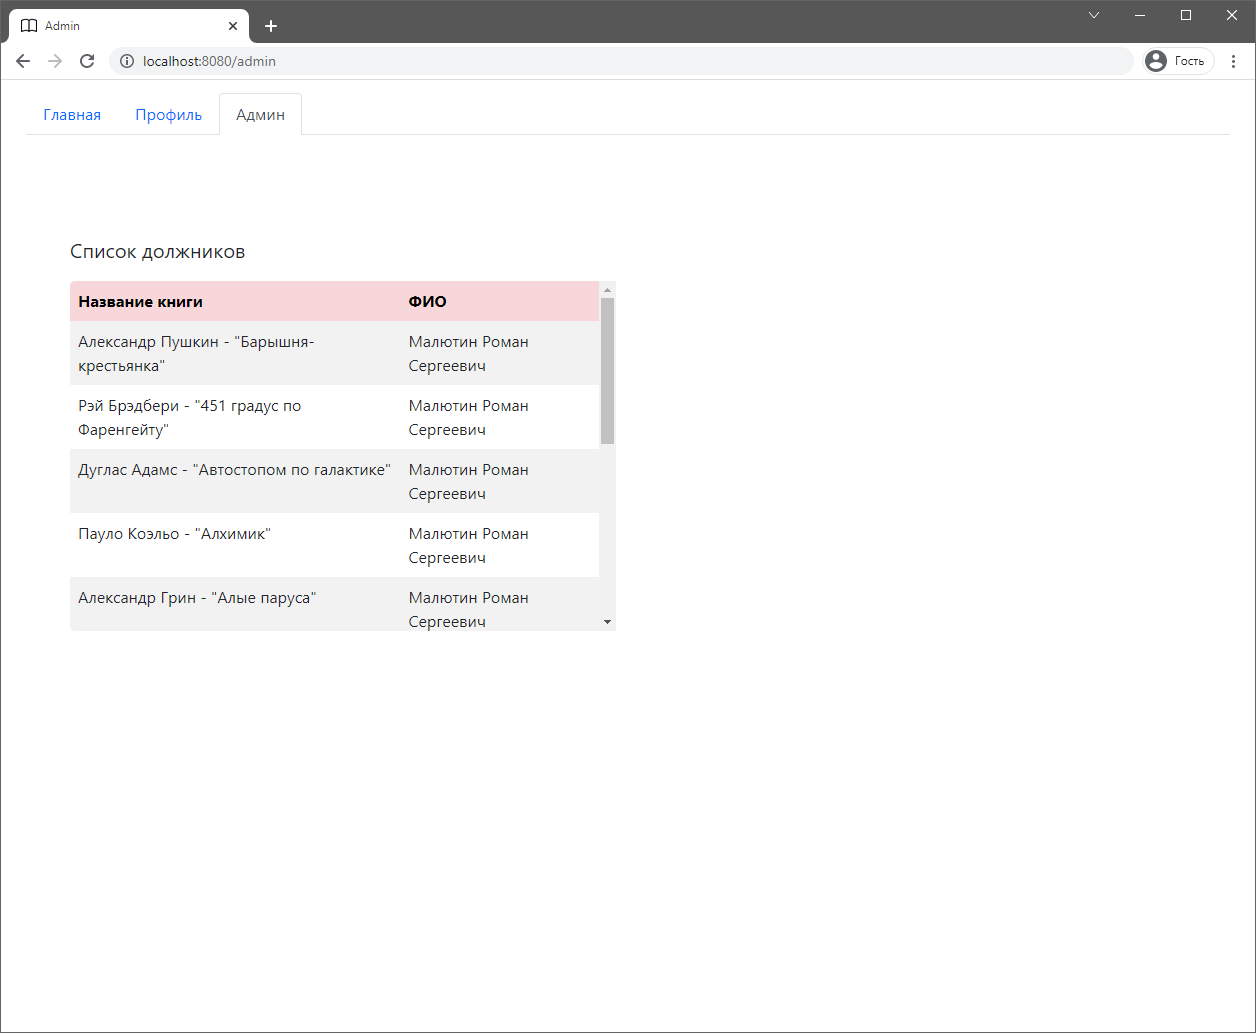 Admin
localhost:8080/admin
Гость
Главная
Профиль
Админ
Список должников
Название книги ФИО
Александр Пушкин - "Барышня- Малютин Роман
крестьянка" Сергеевич
Рэй Брэдбери - "451 градус по Малютин Роман
Фаренгейту" Сергеевич
Дуглас Адамс - "Автостопом по галактике" Малютин Роман
Сергеевич
Пауло Коэльо - "Алхимик" Малютин Роман
Сергеевич
Александр Грин - "Алые паруса" Малютин Роман
Сергеевич